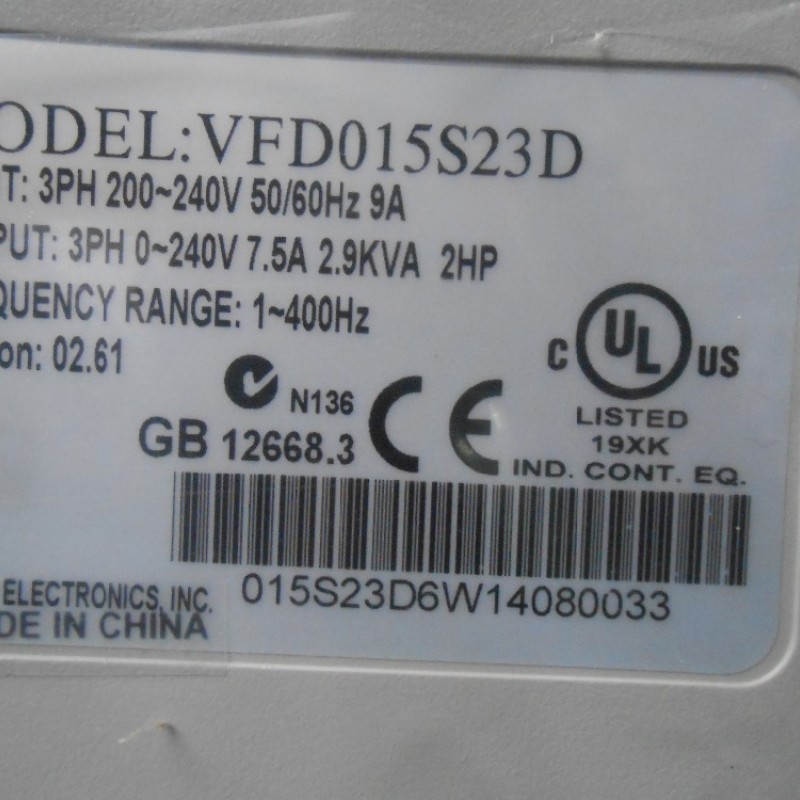 ODEL:VFD015S23D
UT: 3PH 200~240V 50/60Hz 9A
PUT: 3PH 0~240V 7.5A 2.9KVA 2HP
QUENCY RANGE: 1~400Hz
on: 02.61
N136
GB 12668.3
CE
C UL US
LISTED
19XK
IND. CONT. EQ.
015S23D6W14080033
ELECTRONICS, INC.
DE IN CHINA